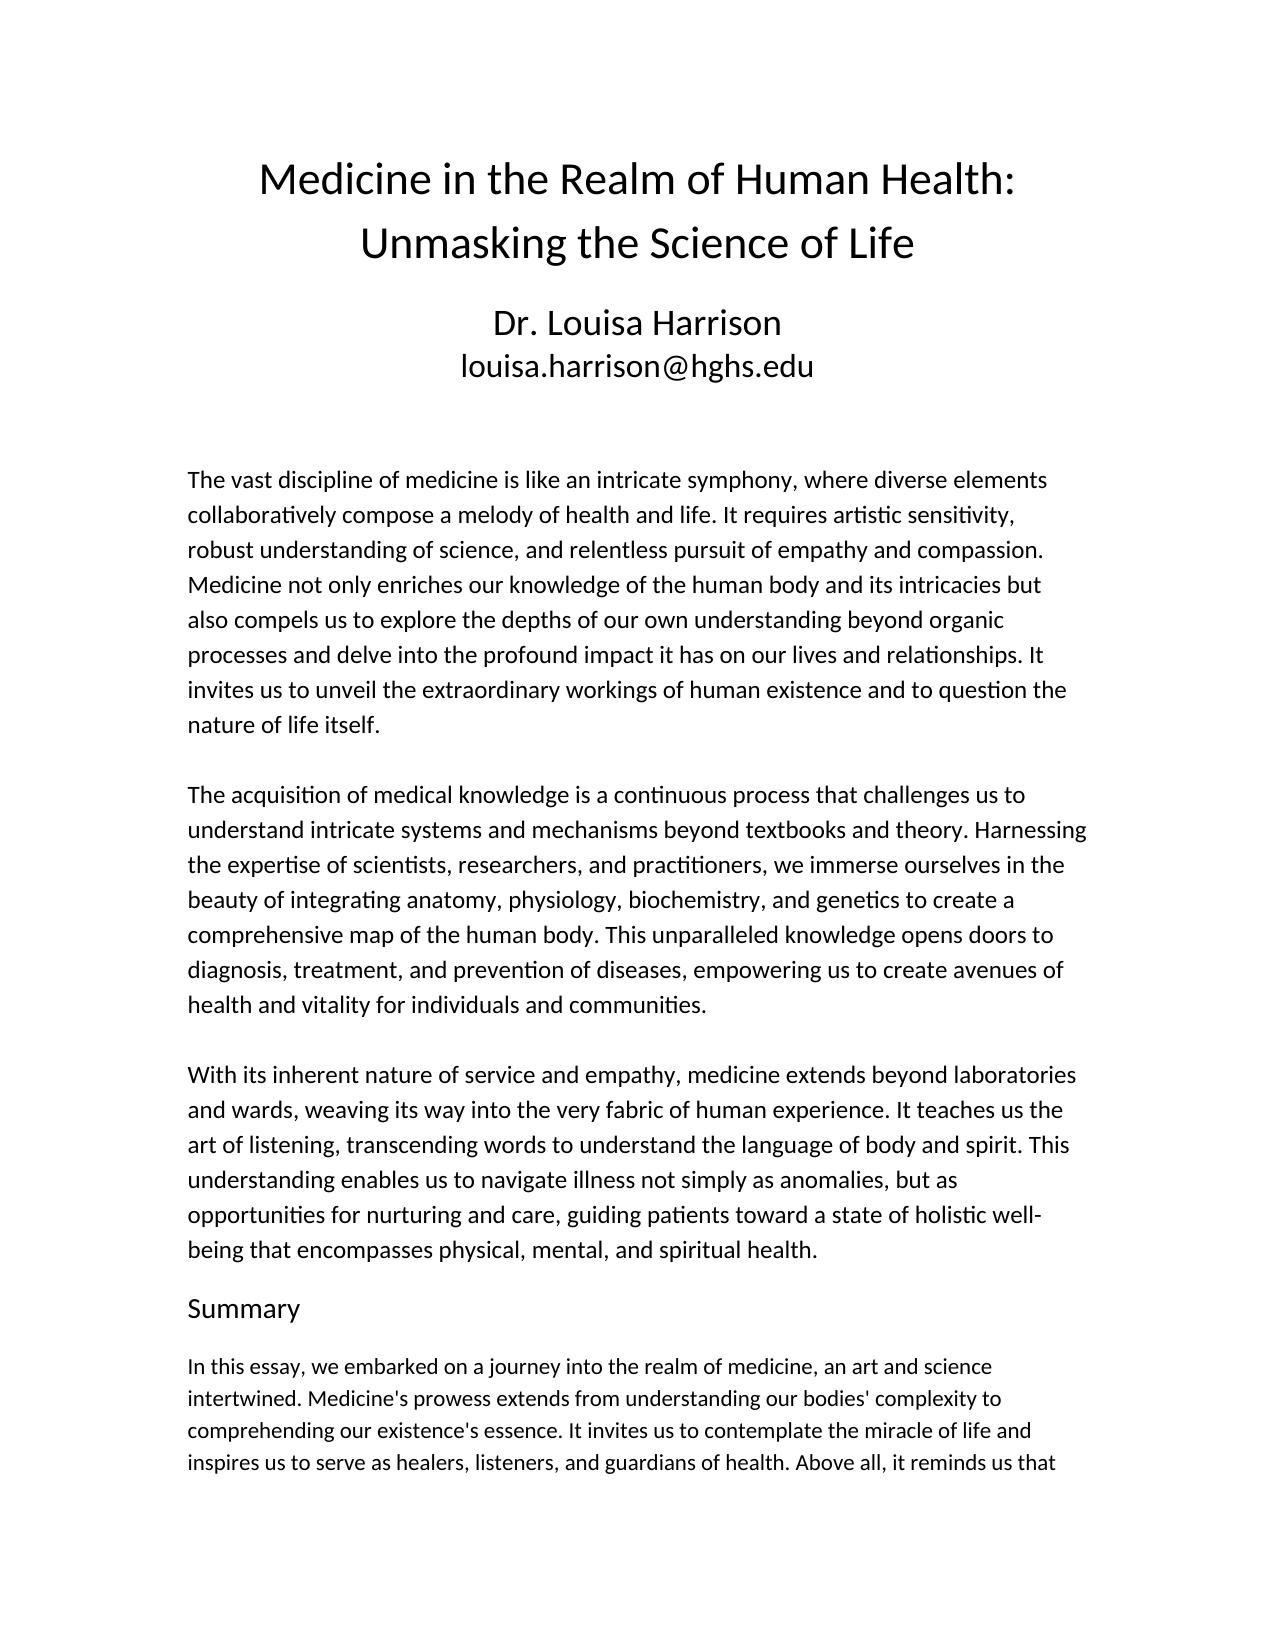 Medicine in the Realm of Human Health:
Unmasking the Science of Life
Dr. Louisa Harrison
louisa.harrison@hghs.edu
The vast discipline of medicine is like an intricate symphony, where diverse elements
collaboratively compose a melody of health and life. It requires artistic sensitivity,
robust understanding of science, and relentless pursuit of empathy and compassion.
Medicine not only enriches our knowledge of the human body and its intricacies but
also compels us to explore the depths of our own understanding beyond organic
processes and delve into the profound impact it has on our lives and relationships. It
invites us to unveil the extraordinary workings of human existence and to question the
nature of life itself.
The acquisition of medical knowledge is a continuous process that challenges us to
understand intricate systems and mechanisms beyond textbooks and theory. Harnessing
the expertise of scientists, researchers, and practitioners, we immerse ourselves in the
beauty of integrating anatomy, physiology, biochemistry, and genetics to create a
comprehensive map of the human body. This unparalleled knowledge opens doors to
diagnosis, treatment, and prevention of diseases, empowering us to create avenues of
health and vitality for individuals and communities.
With its inherent nature of service and empathy, medicine extends beyond laboratories
and wards, weaving its way into the very fabric of human experience. It teaches us the
art of listening, transcending words to understand the language of body and spirit. This
understanding enables us to navigate illness not simply as anomalies, but as
opportunities for nurturing and care, guiding patients toward a state of holistic well-
being that encompasses physical, mental, and spiritual health.
Summary
In this essay, we embarked on a journey into the realm of medicine, an art and science
intertwined. Medicine's prowess extends from understanding our bodies' complexity to
comprehending our existence's essence. It invites us to contemplate the miracle of life and
inspires us to serve as healers, listeners, and guardians of health. Above all, it reminds us that